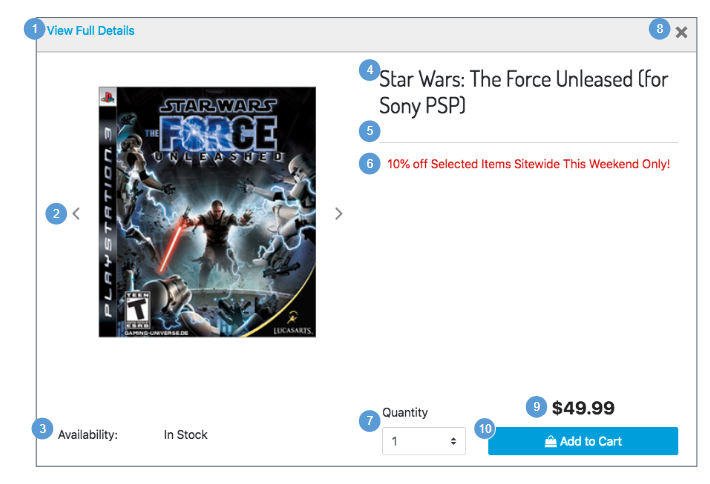 1 View Full Details
8
4 Star Wars: The Force Unleased (for
Sony PSP)
5
6 10% off Selected Items Sitewide This Weekend Only!
2
PLAYSTATION 3
STAR WARS
THE FORCE
UNLEASHED
TEEN
T
ESRB
GAMING-UNIVERSE.DE
LUCASARTS.
3 Availability: In Stock
7 Quantity
1
9 $49.99
10 Add to Cart